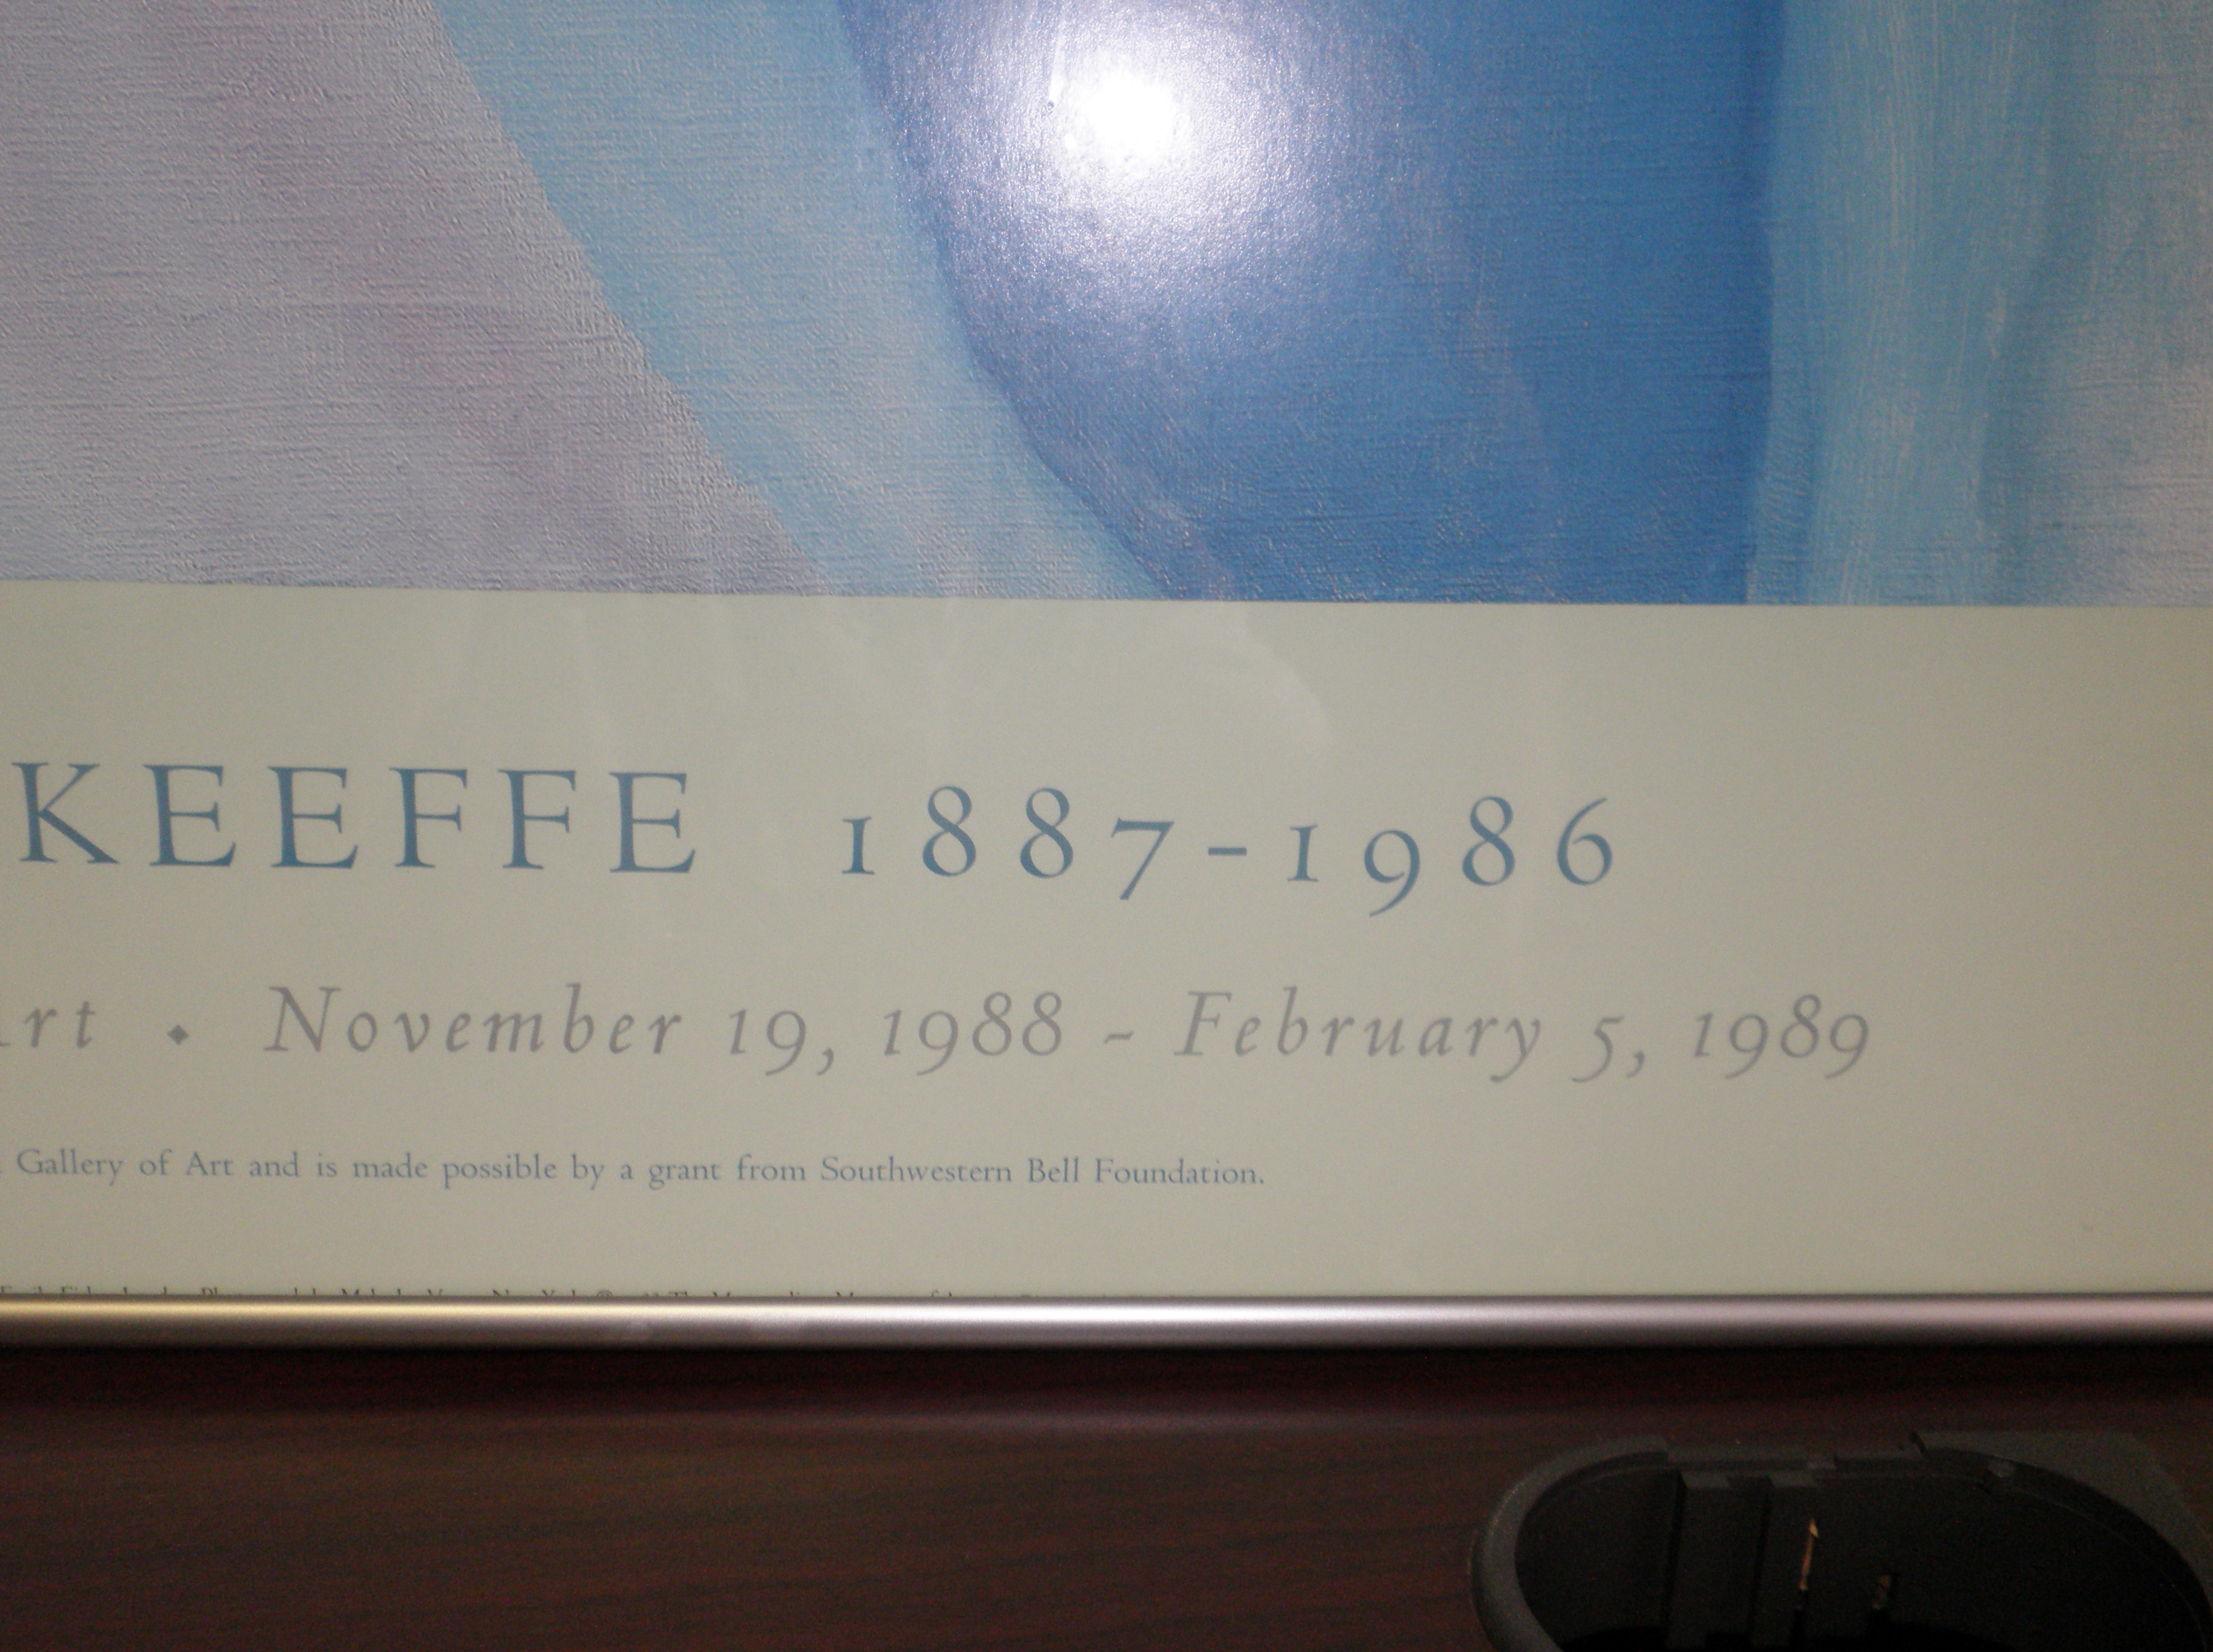 KEEFFE 1887-1986
rt • November 19, 1988 - February 5, 1989
Gallery of Art and is made possible by a grant from Southwestern Bell Foundation.